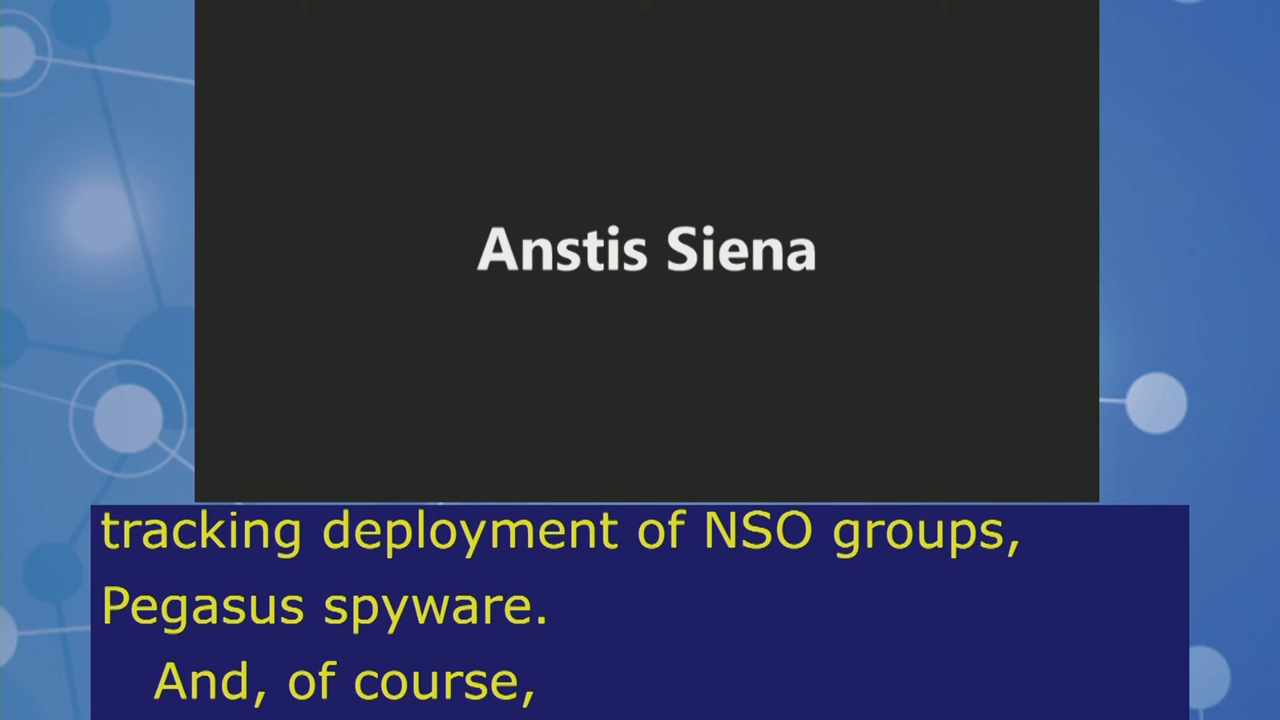 Anstis Siena
tracking deployment of NSO groups,
Pegasus spyware.
And, of course,